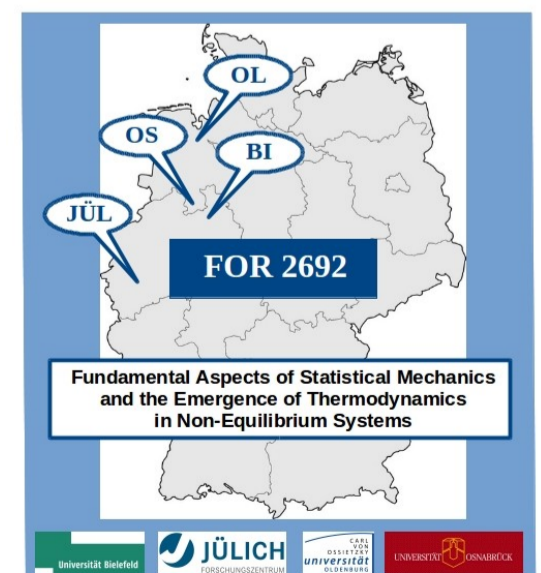 OL
OS
BI
JÜL
FOR 2692
Fundamental Aspects of Statistical Mechanics
and the Emergence of Thermodynamics
in Non-Equilibrium Systems
Universität Bielefeld
JÜLICH
FORSCHUNGSZENTRUM
CARL
VON
OSSIETZKY
universität
OLDENBURG
UNIVERSITÄT OSNABRÜCK